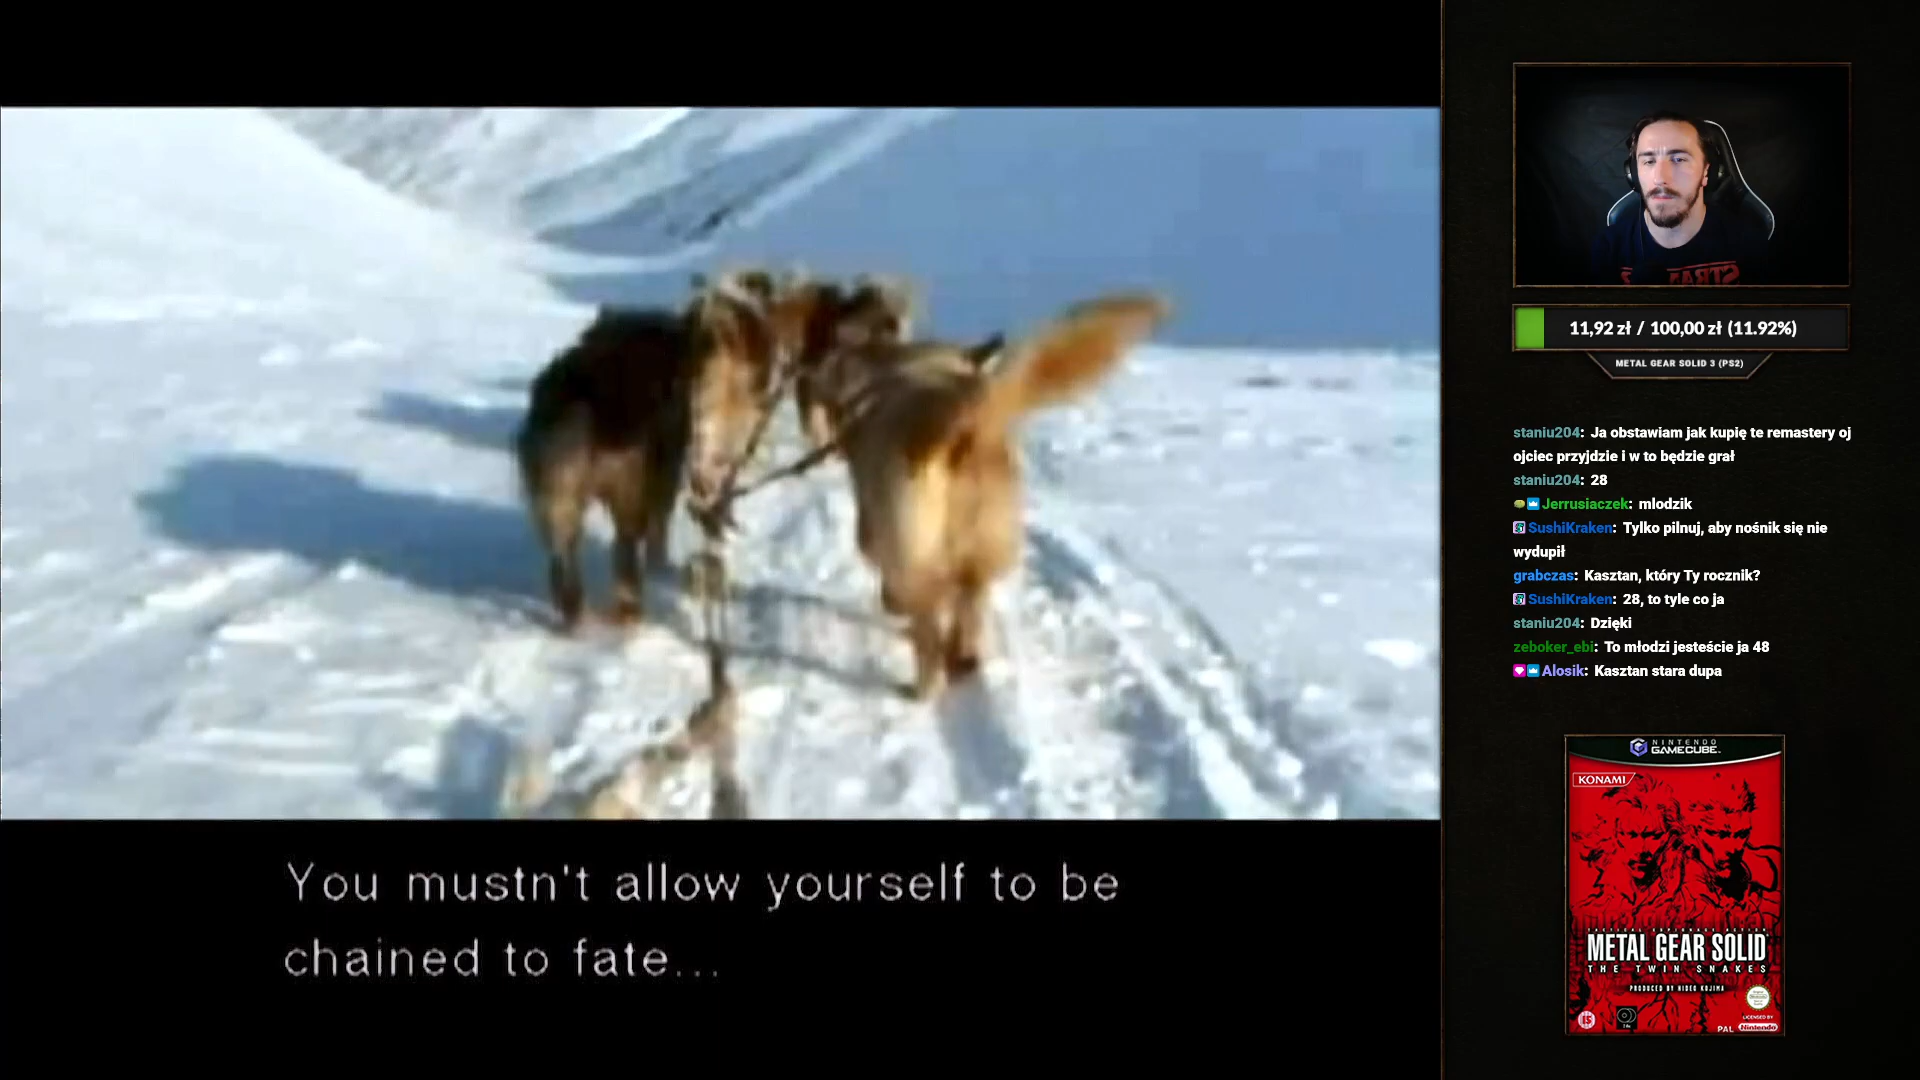 11,92 zł / 100,00 zł (11.92%)
METAL GEAR SOLID 3 (PS2)
staniu204: Ja obstawiam jak kupię te remastery oj
ojciec przyjdzie i w to będzie grał
staniu204: 28
Jerrusiaczek: mlodzik
SushiKraken: Tylko pilnuj, aby nośnik się nie
wydupił
grabczas: Kasztan, który Ty rocznik?
SushiKraken: 28, to tyle co ja
staniu204: Dzięki
zeboker_ebi: To młodzi jesteście ja 48
Alosik: Kasztan stara dupa
NINTENDO
GAMECUBE
KONAMI
METAL GEAR SOLID
THE TWIN SNAKES
PRODUCED BY HIDEO KOJIMA
15
PAL
LICENSED BY
Nintendo
You mustn't allow yourself to be
chained to fate...